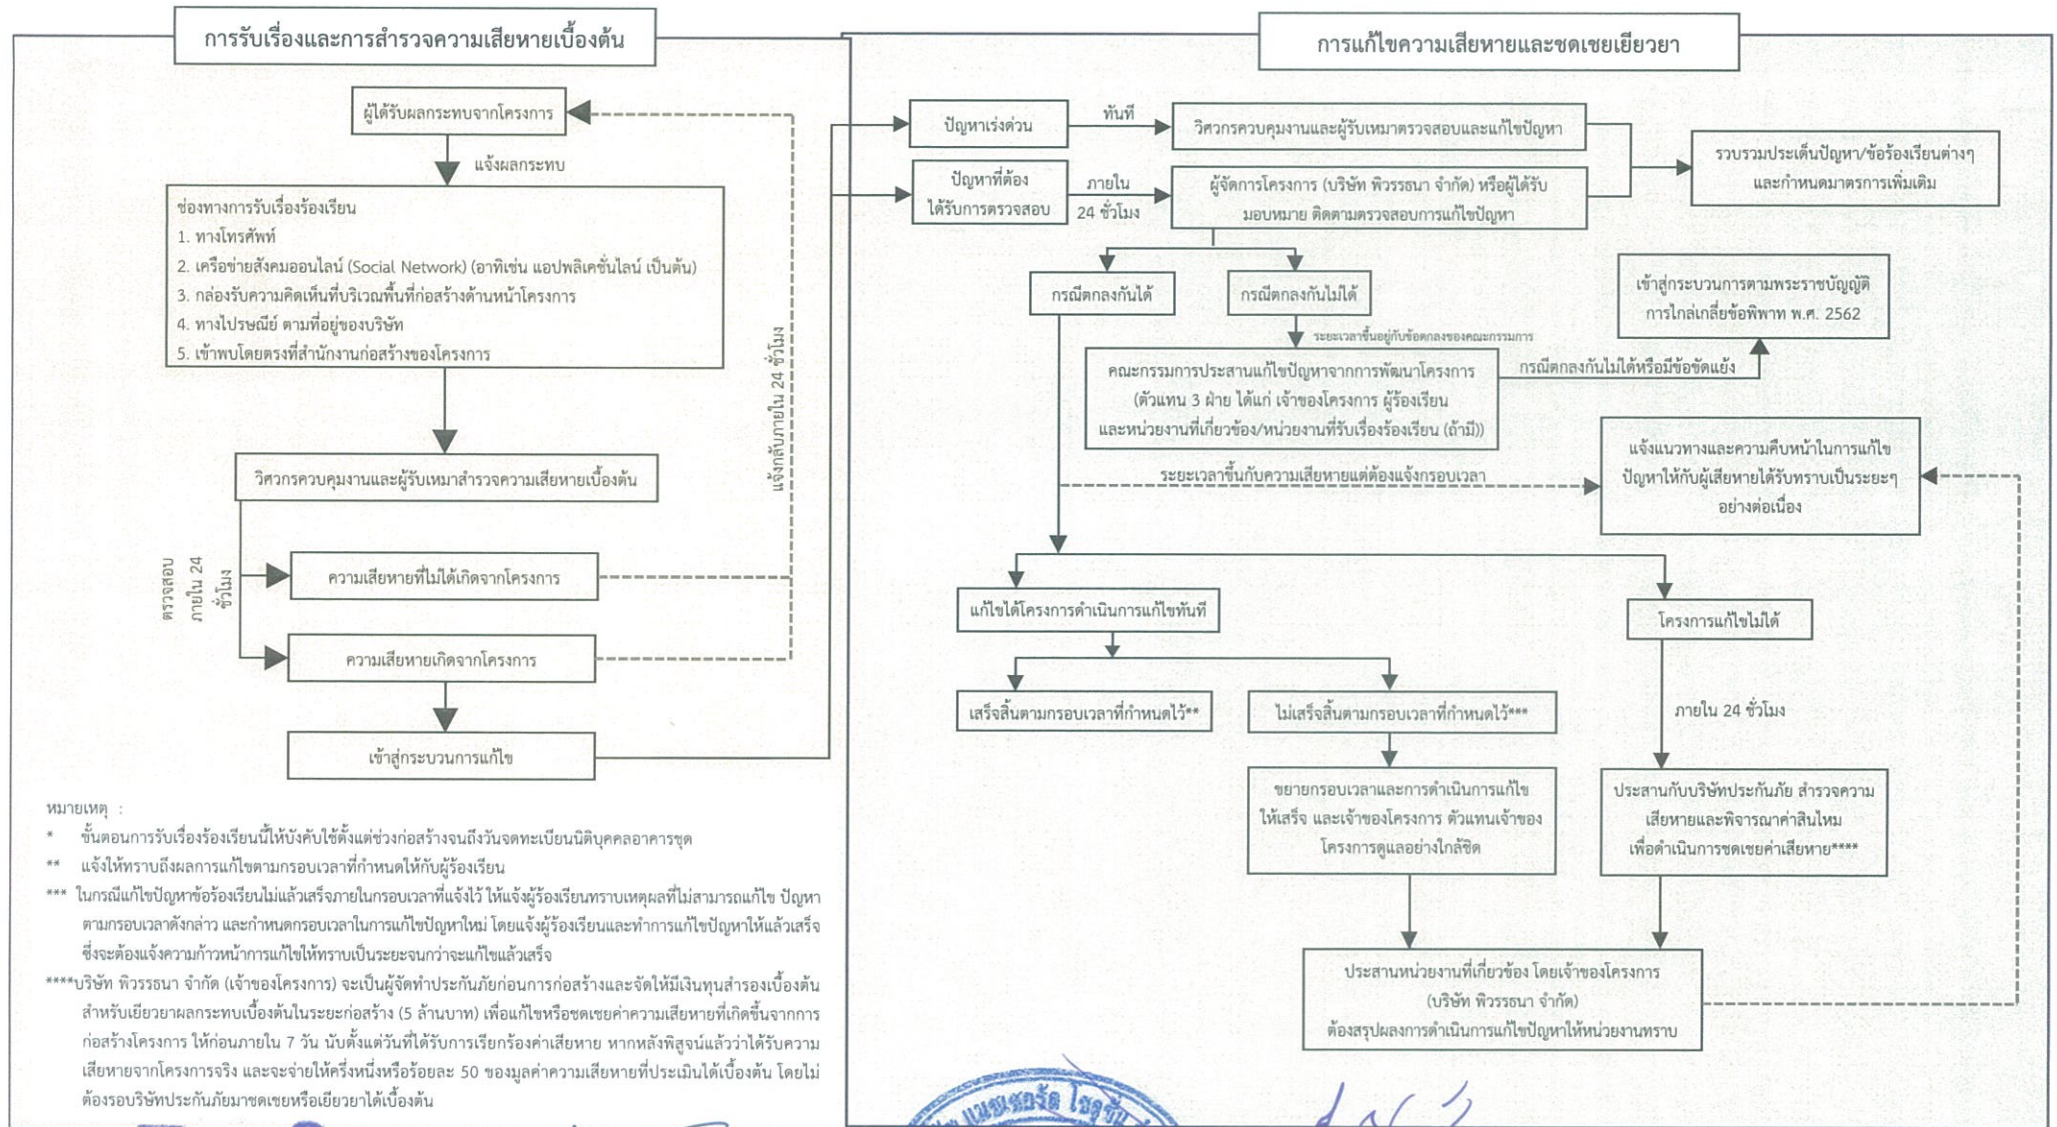 การรับเรื่องและการสำรวจความเสียหายเบื้องต้น
ผู้ได้รับผลกระทบจากโครงการ
แจ้งผลกระทบ
ช่องทางการรับเรื่องร้องเรียน
1. ทางโทรศัพท์
2. เครือข่ายสังคมออนไลน์ (Social Network) (อาทิเช่น แอปพลิเคชั่นไลน์ เป็นต้น)
3. กล่องรับความคิดเห็นที่บริเวณพื้นที่ก่อสร้างด้านหน้าโครงการ
4. ทางไปรษณีย์ ตามที่อยู่ของบริษัท
5. เข้าพบโดยตรงที่สำนักงานก่อสร้างของโครงการ
แจ้งกลับภายใน 24 ชั่วโมง
วิศวกรควบคุมงานและผู้รับเหมาสำรวจความเสียหายเบื้องต้น
ตรวจสอบ
ภายใน 24
ชั่วโมง
ความเสียหายที่ไม่ได้เกิดจากโครงการ
ความเสียหายเกิดจากโครงการ
เข้าสู่กระบวนการแก้ไข
หมายเหตุ :
* ขั้นตอนการรับเรื่องร้องเรียนนี้ให้บังคับใช้ตั้งแต่ช่วงก่อสร้างจนถึงวันจดทะเบียนนิติบุคคลอาคารชุด
** แจ้งให้ทราบถึงผลการแก้ไขตามกรอบเวลาที่กำหนดให้กับผู้ร้องเรียน
*** ในกรณีแก้ไขปัญหาข้อร้องเรียนไม่แล้วเสร็จภายในกรอบเวลาที่แจ้งไว้ ให้แจ้งผู้ร้องเรียนทราบเหตุผลที่ไม่สามารถแก้ไข ปัญหา
ตามกรอบเวลาดังกล่าว และกำหนดกรอบเวลาในการแก้ไขปัญหาใหม่ โดยแจ้งผู้ร้องเรียนและทำการแก้ไขปัญหาให้แล้วเสร็จ
ซึ่งจะต้องแจ้งความก้าวหน้าการแก้ไขให้ทราบเป็นระยะจนกว่าจะแก้ไขแล้วเสร็จ
****บริษัท พิวรรธนา จำกัด (เจ้าของโครงการ) จะเป็นผู้จัดทำประกันภัยก่อนการก่อสร้างและจัดให้มีเงินทุนสำรองเบื้องต้น
สำหรับเยียวยาผลกระทบเบื้องต้นในระยะก่อสร้าง (5 ล้านบาท) เพื่อแก้ไขหรือชดเชยค่าความเสียหายที่เกิดขึ้นจากการ
ก่อสร้างโครงการ ให้ก่อนภายใน 7 วัน นับตั้งแต่วันที่ได้รับการเรียกร้องค่าเสียหาย หากหลังพิสูจน์แล้วว่าได้รับความ
เสียหายจากโครงการจริง และจะจ่ายให้ครึ่งหนึ่งหรือร้อยละ 50 ของมูลค่าความเสียหายที่ประเมินได้เบื้องต้น โดยไม่
ต้องรอบริษัทประกันภัยมาชดเชยหรือเยียวยาได้เบื้องต้น
การแก้ไขความเสียหายและชดเชยเยียวยา
ปัญหาเร่งด่วน
ทันที
วิศวกรควบคุมงานและผู้รับเหมาตรวจสอบและแก้ไขปัญหา
รวบรวมประเด็นปัญหา/ข้อร้องเรียนต่างๆ
และกำหนดมาตรการเพิ่มเติม
ปัญหาที่ต้อง
ได้รับการตรวจสอบ
ภายใน
24 ชั่วโมง
ผู้จัดการโครงการ (บริษัท พิวรรธนา จำกัด) หรือผู้ได้รับ
มอบหมาย ติดตามตรวจสอบการแก้ไขปัญหา
กรณีตกลงกันได้
กรณีตกลงกันไม่ได้
เข้าสู่กระบวนการตามพระราชบัญญัติ
การไกล่เกลี่ยข้อพิพาท พ.ศ. 2562
ระยะเวลาขึ้นอยู่กับข้อตกลงของคณะกรรมการ
คณะกรรมการประสานแก้ไขปัญหาจากการพัฒนาโครงการ
(ตัวแทน 3 ฝ่าย ได้แก่ เจ้าของโครงการ ผู้ร้องเรียน
และหน่วยงานที่เกี่ยวข้อง/หน่วยงานที่รับเรื่องร้องเรียน (ถ้ามี))
กรณีตกลงกันไม่ได้หรือมีข้อขัดแย้ง
ระยะเวลาขึ้นกับความเสียหายแต่ต้องแจ้งกรอบเวลา
แจ้งแนวทางและความคืบหน้าในการแก้ไข
ปัญหาให้กับผู้เสียหายได้รับทราบเป็นระยะๆ
อย่างต่อเนื่อง
แก้ไขได้โครงการดำเนินการแก้ไขทันที
โครงการแก้ไขไม่ได้
เสร็จสิ้นตามกรอบเวลาที่กำหนดไว้**
ไม่เสร็จสิ้นตามกรอบเวลาที่กำหนดไว้***
ภายใน 24 ชั่วโมง
ขยายกรอบเวลาและการดำเนินการแก้ไข
ให้เสร็จ และเจ้าของโครงการ ตัวแทนเจ้าของ
โครงการดูแลอย่างใกล้ชิด
ประสานกับบริษัทประกันภัย สำรวจความ
เสียหายและพิจารณาค่าสินไหม
เพื่อดำเนินการชดเชยค่าเสียหาย****
ประสานหน่วยงานที่เกี่ยวข้อง โดยเจ้าของโครงการ
(บริษัท พิวรรธนา จำกัด)
ต้องสรุปผลงการดำเนินการแก้ไขปัญหาให้หน่วยงานทราบ